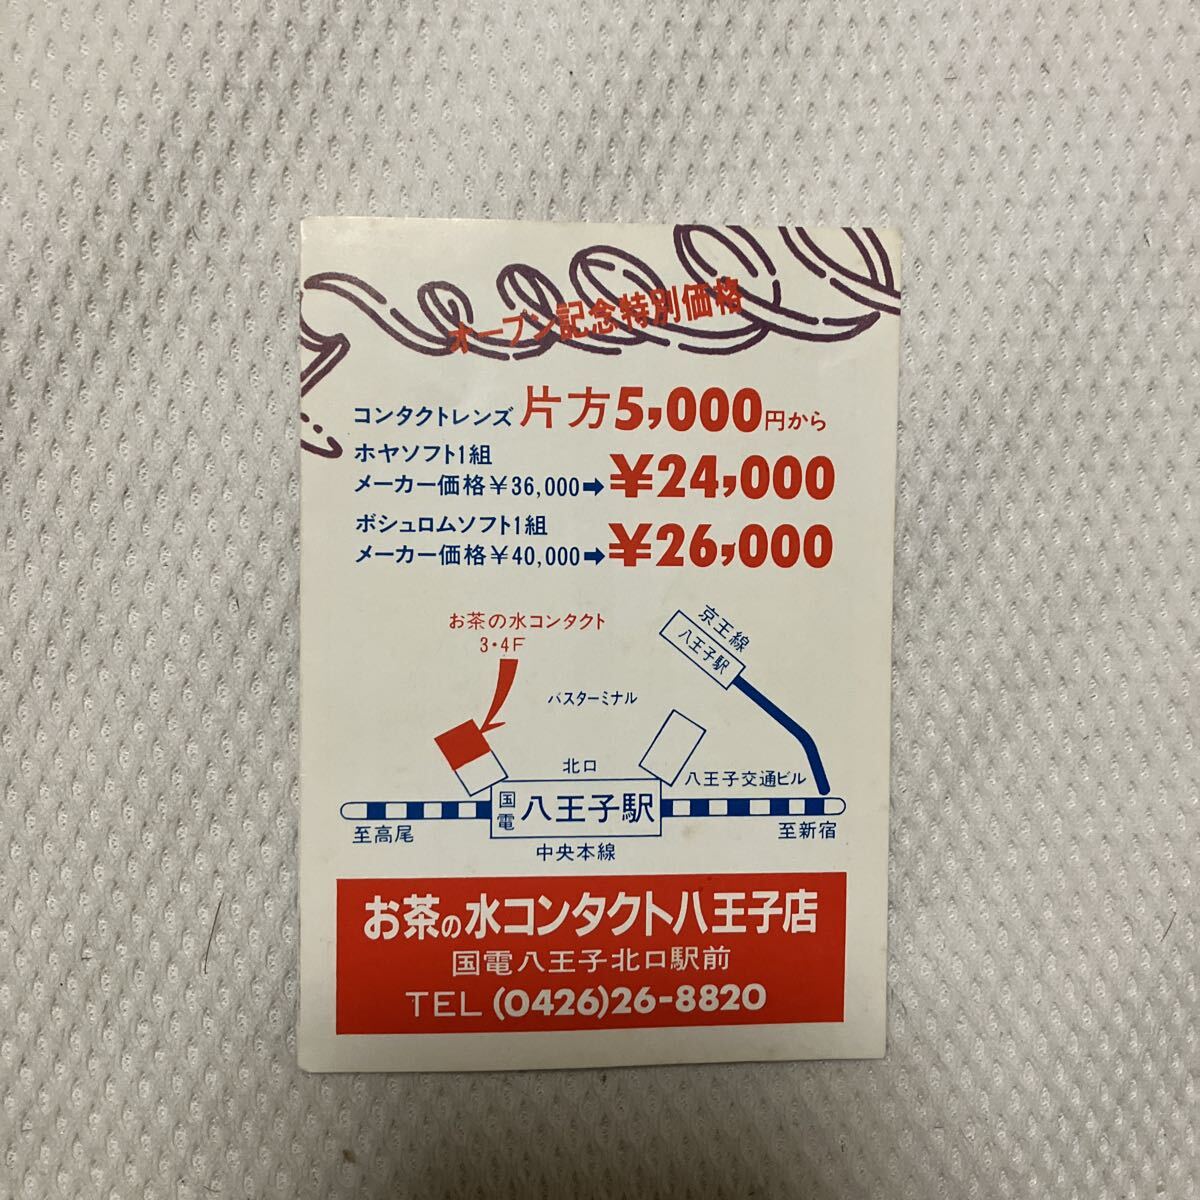 オープン記念特別価格
コンタクトレンズ 片方5,000円から
ホヤソフト1組
メーカー価格¥36,000➡¥24,000
ボシュロムソフト1組
メーカー価格¥40,000➡¥26,000
お茶の水コンタクト
3・4F
京王線
八王子駅
バスターミナル
北口
八王子交通ビル
国電 八王子駅
至高尾
至新宿
中央本線
お茶の水コンタクト八王子店
国電八王子北口駅前
TEL (0426)26-8820